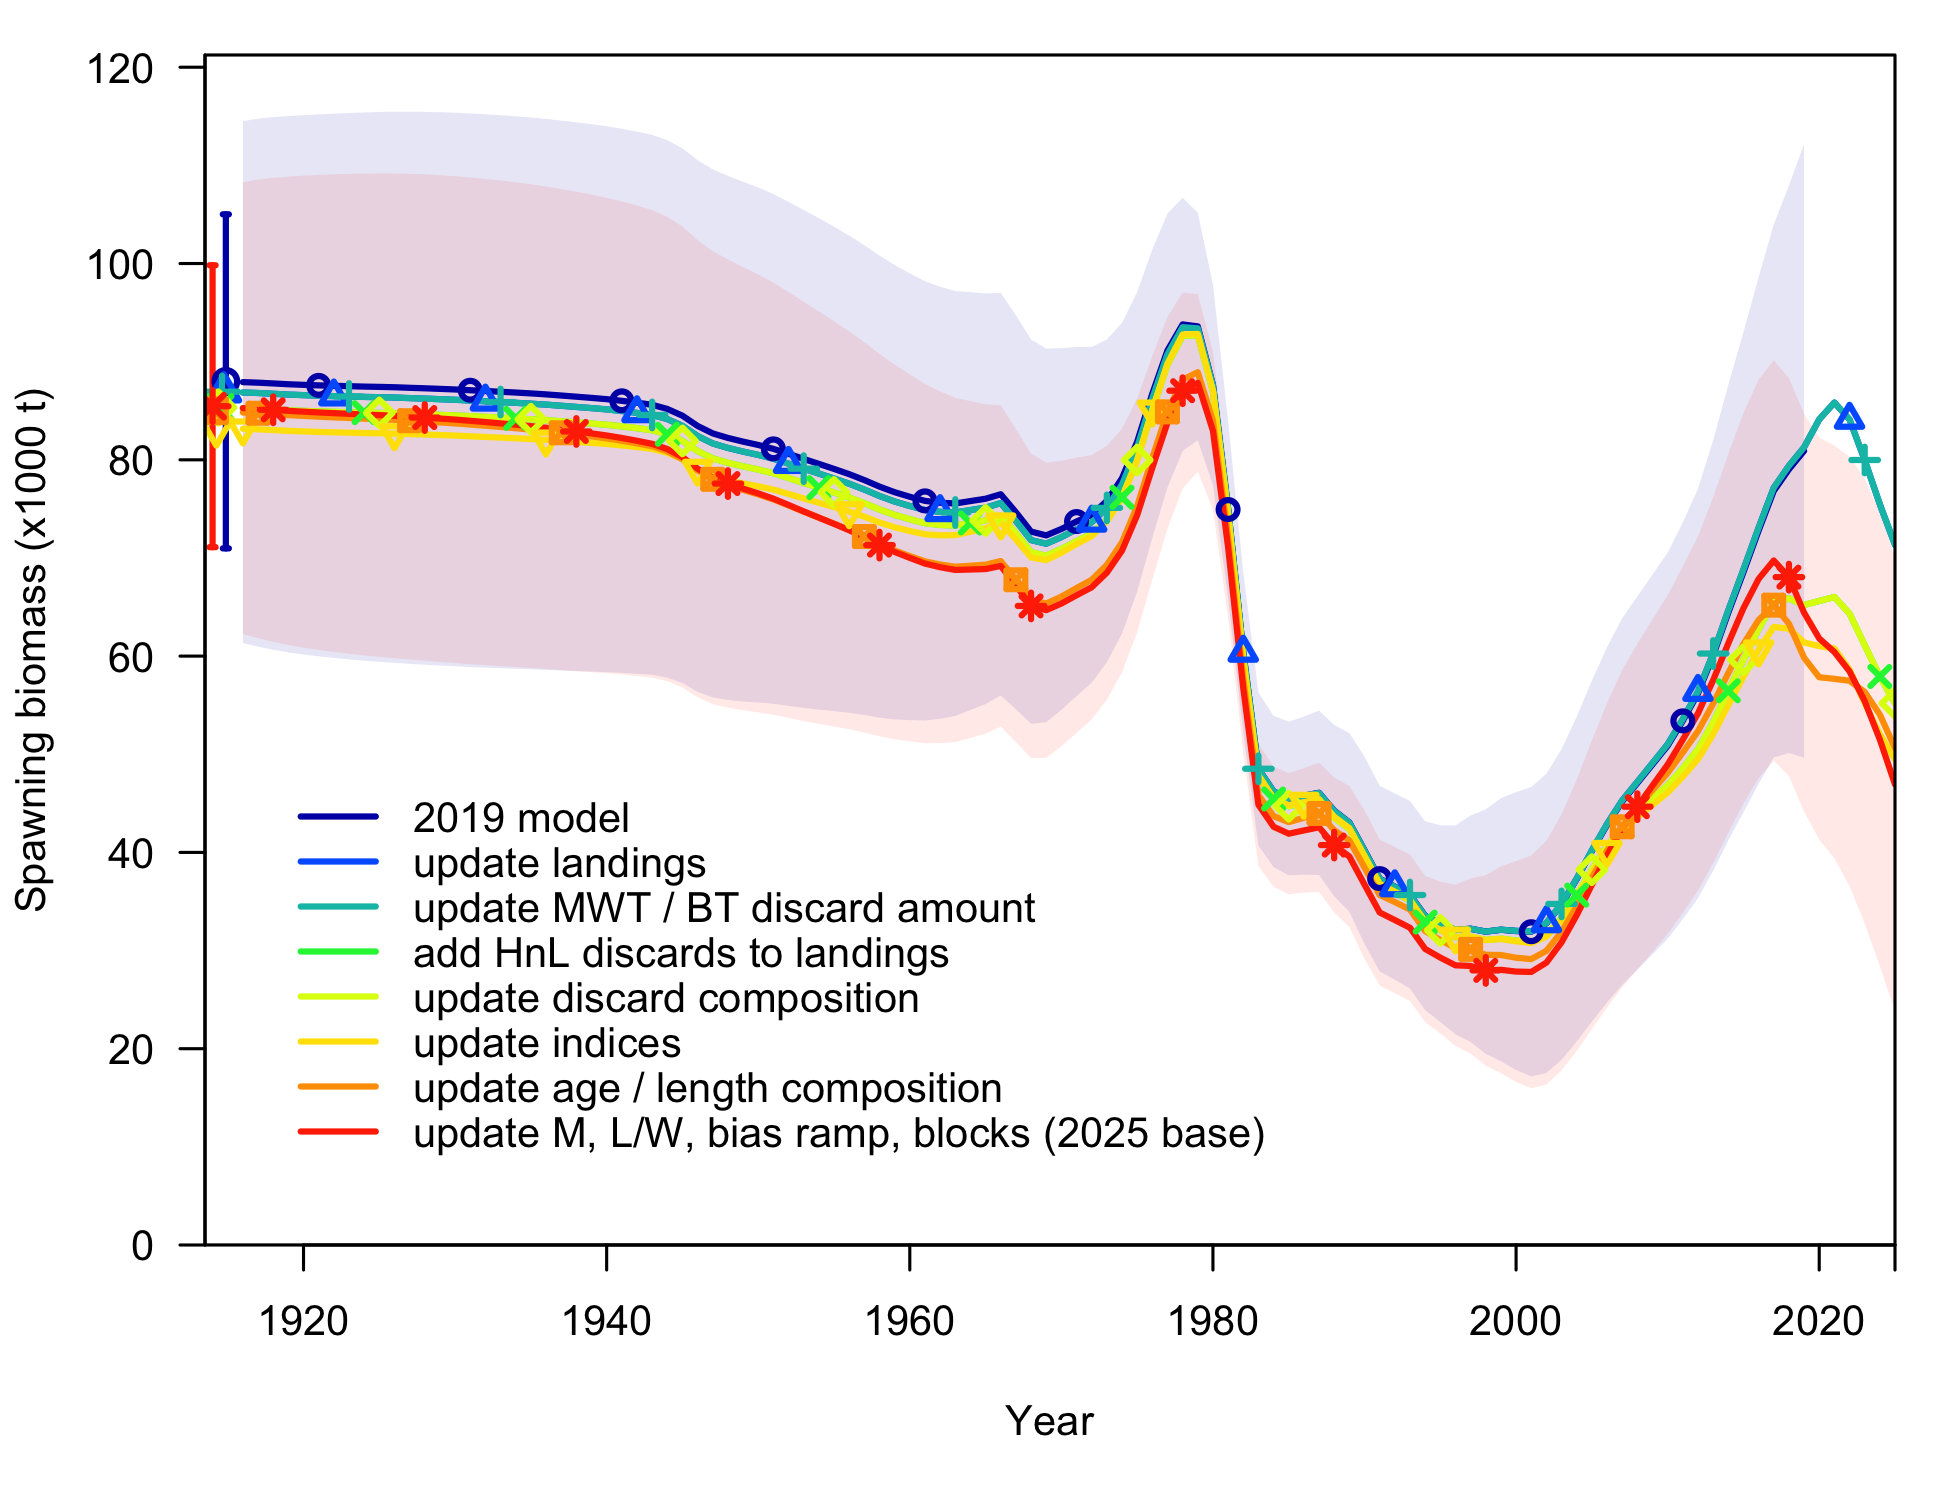 120
100
80
60
40
20
0
Spawning biomass (x1000 t)
2019 model
update landings
update MWT / BT discard amount
add HnL discards to landings
update discard composition
update indices
update age / length composition
update M, L/W, bias ramp, blocks (2025 base)
1920 1940 1960 1980 2000 2020
Year